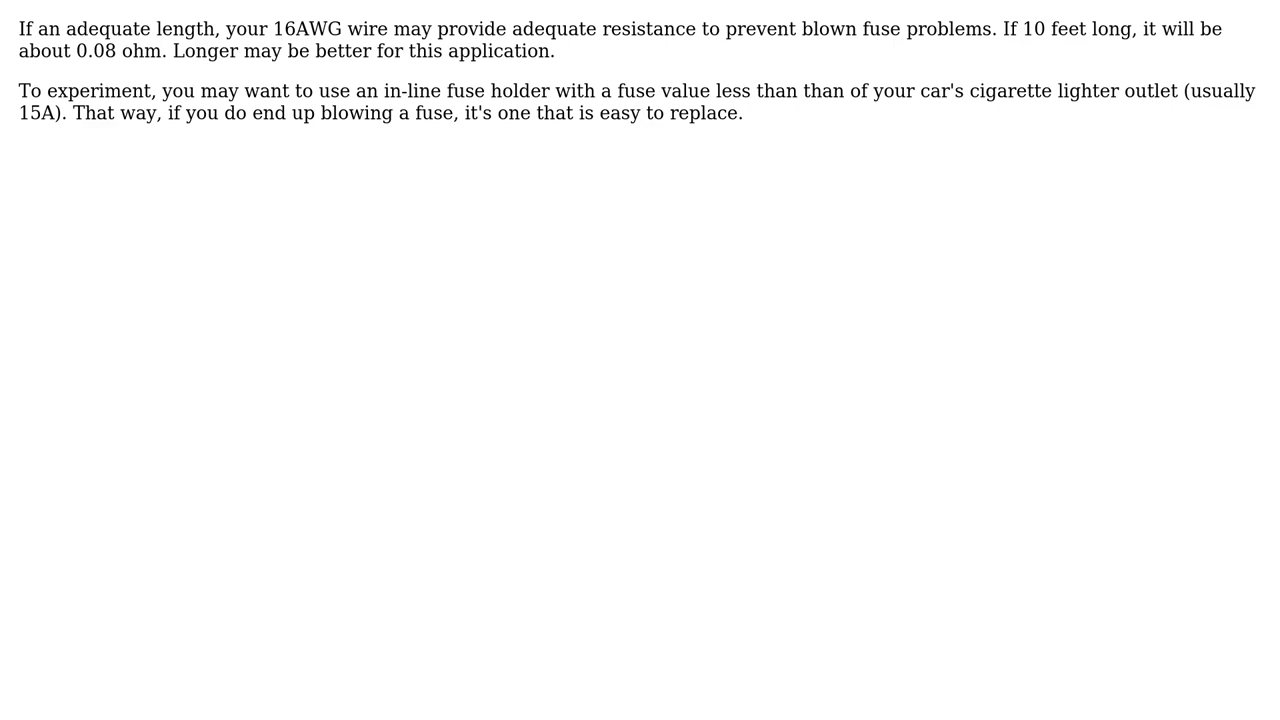 If an adequate length, your 16AWG wire may provide adequate resistance to prevent blown fuse problems. If 10 feet long, it will be
about 0.08 ohm. Longer may be better for this application.
To experiment, you may want to use an in-line fuse holder with a fuse value less than than of your car's cigarette lighter outlet (usually
15A). That way, if you do end up blowing a fuse, it's one that is easy to replace.